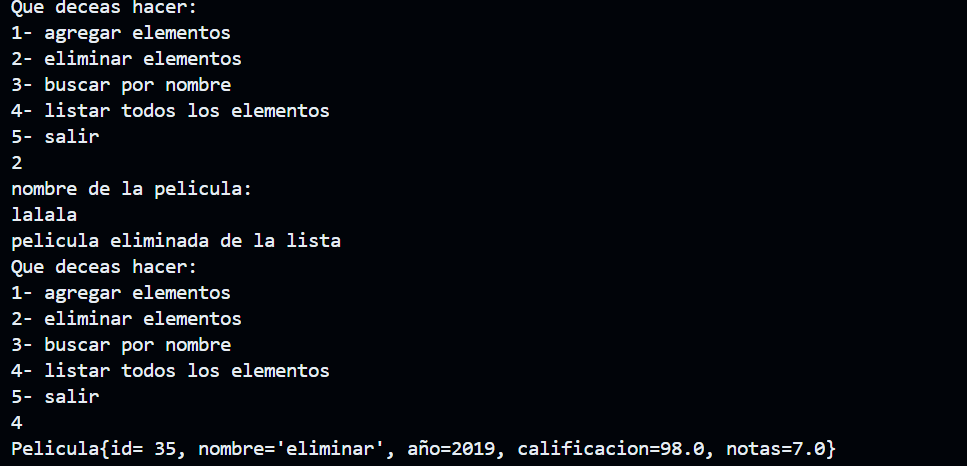 Que deceas hacer:
1- agregar elementos
2- eliminar elementos
3- buscar por nombre
4- listar todos los elementos
5- salir
2
nombre de la pelicula:
lalala
pelicula eliminada de la lista
Que deceas hacer:
1- agregar elementos
2- eliminar elementos
3- buscar por nombre
4- listar todos los elementos
5- salir
4
Pelicula{id= 35, nombre='eliminar', año=2019, calificacion=98.0, notas=7.0}